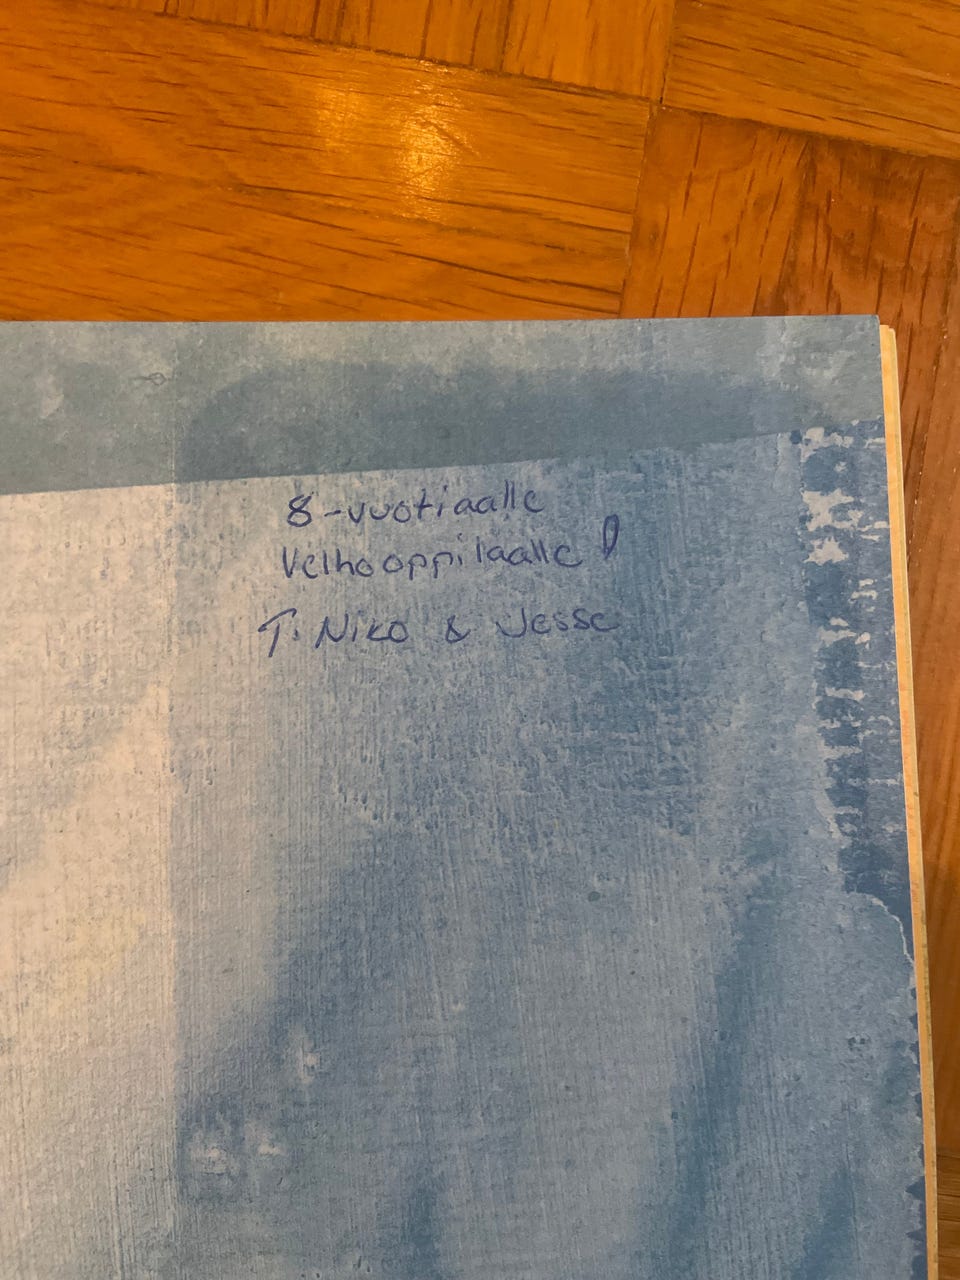 8-vuotiaalle
Velhooppilaalle!
T. Niko & Jesse